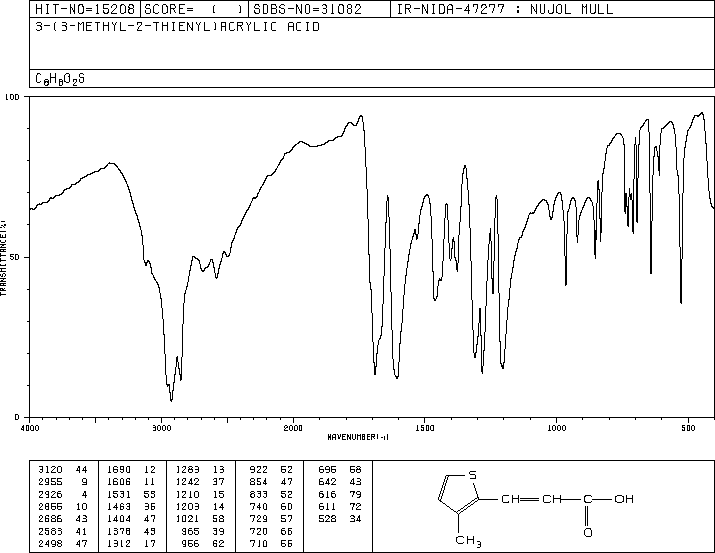 HIT-NO=15208 SCORE= ( ) SDBS-NO=31082 IR-NIDA-47277 : NUJOL MULL
3-(3-METHYL-2-THIENYL)ACRYLIC ACID
C8H8O2S
100
50
0
TRANSMITTANCE(%)
4000 3000 2000 1500 1000 500
WAVENUMBER(-1)
3120 44 1690 12 1283 13 922 52 696 58
2955 9 1606 11 1242 37 854 47 642 43
2926 4 1531 55 1210 15 833 52 616 79
2855 10 1463 35 1203 14 740 60 611 72
2686 43 1404 47 1021 58 729 57 528 34
2583 41 1378 43 965 39 720 66
2498 47 1312 17 956 62 710 55
S
CH CH C OH
CH3 O